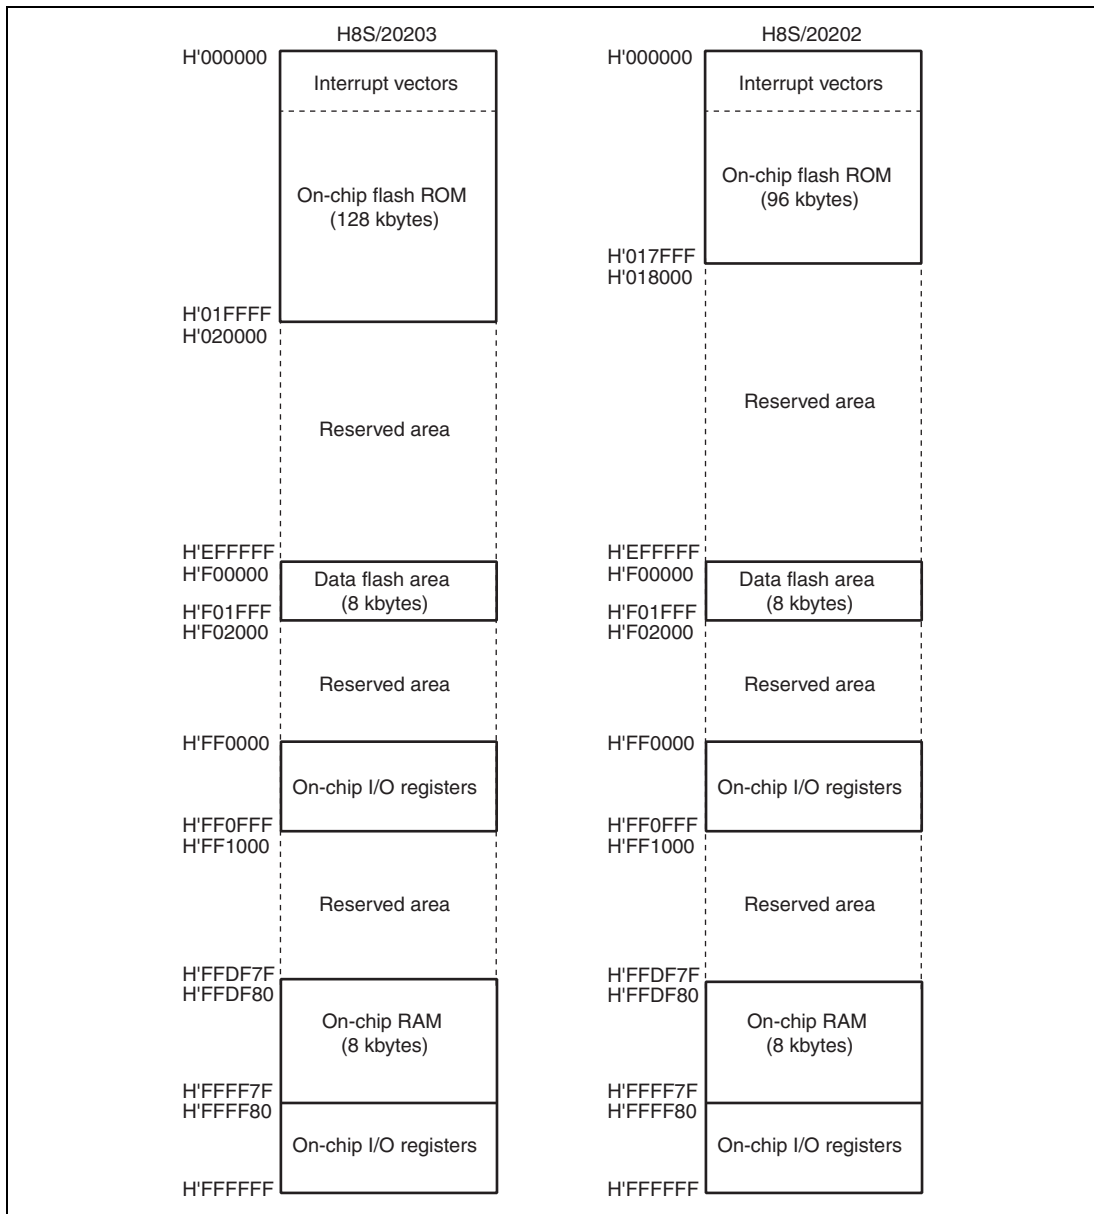 H8S/20203
H'000000
Interrupt vectors
On-chip flash ROM
(128 kbytes)
H'01FFFF
H'020000
Reserved area
H'EFFFFF
H'F00000
Data flash area
(8 kbytes)
H'F01FFF
H'F02000
Reserved area
H'FF0000
On-chip I/O registers
H'FF0FFF
H'FF1000
Reserved area
H'FFDF7F
H'FFDF80
On-chip RAM
(8 kbytes)
H'FFFF7F
H'FFFF80
On-chip I/O registers
H'FFFFFF
H8S/20202
H'000000
Interrupt vectors
On-chip flash ROM
(96 kbytes)
H'017FFF
H'018000
Reserved area
H'EFFFFF
H'F00000
Data flash area
(8 kbytes)
H'F01FFF
H'F02000
Reserved area
H'FF0000
On-chip I/O registers
H'FF0FFF
H'FF1000
Reserved area
H'FFDF7F
H'FFDF80
On-chip RAM
(8 kbytes)
H'FFFF7F
H'FFFF80
On-chip I/O registers
H'FFFFFF